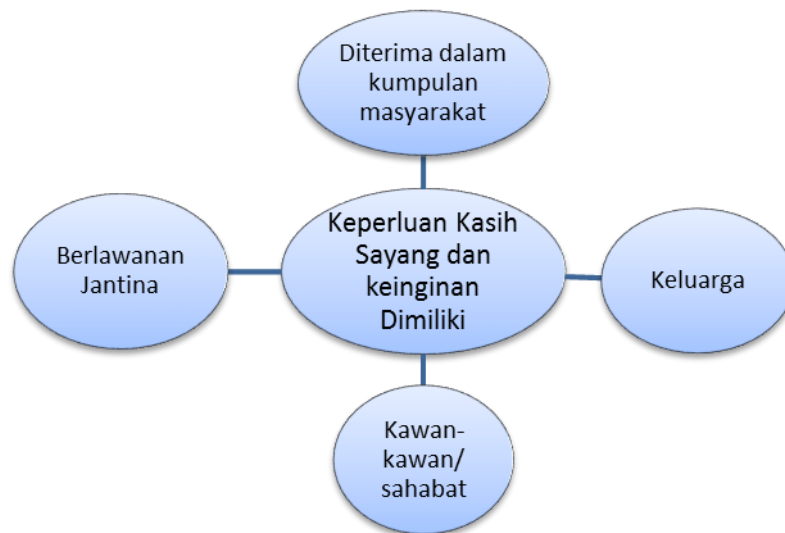 Diterima dalam
kumpulan
masyarakat
Keperluan Kasih
Sayang dan
keinginan
Dimiliki
Berlawanan
Jantina
Keluarga
Kawan-
kawan/
sahabat